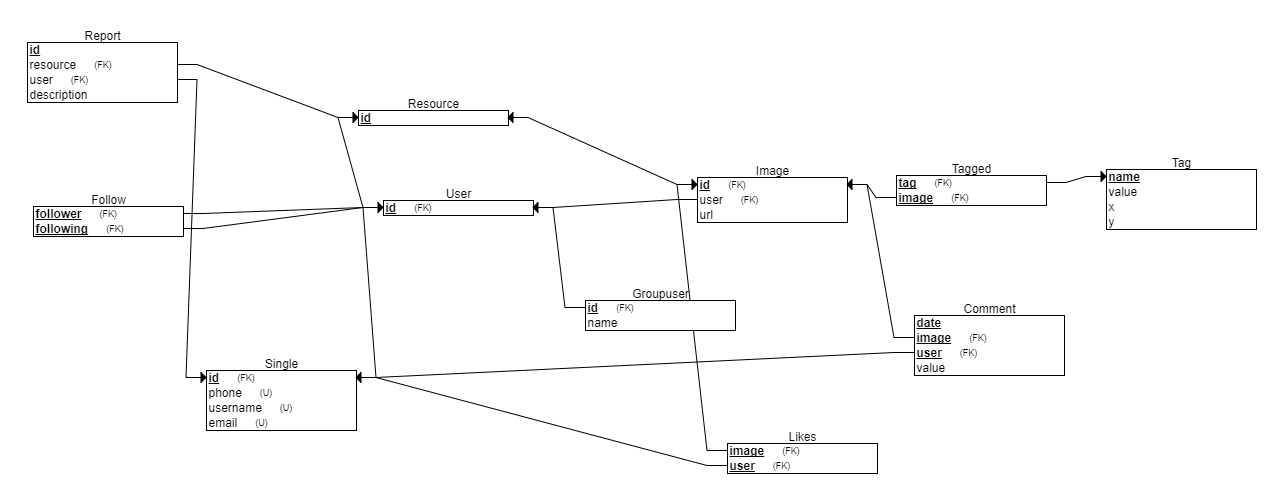 Report
id
resource (FK)
user (FK)
description
Resource
id
Follow
follower (FK)
following (FK)
User
id (FK)
Image
id (FK)
user (FK)
url
Tagged
tag (FK)
image (FK)
Tag
name
value
x
y
Groupuser
id (FK)
name
Comment
date
image (FK)
user (FK)
value
Single
id (FK)
phone (U)
username (U)
email (U)
Likes
image (FK)
user (FK)